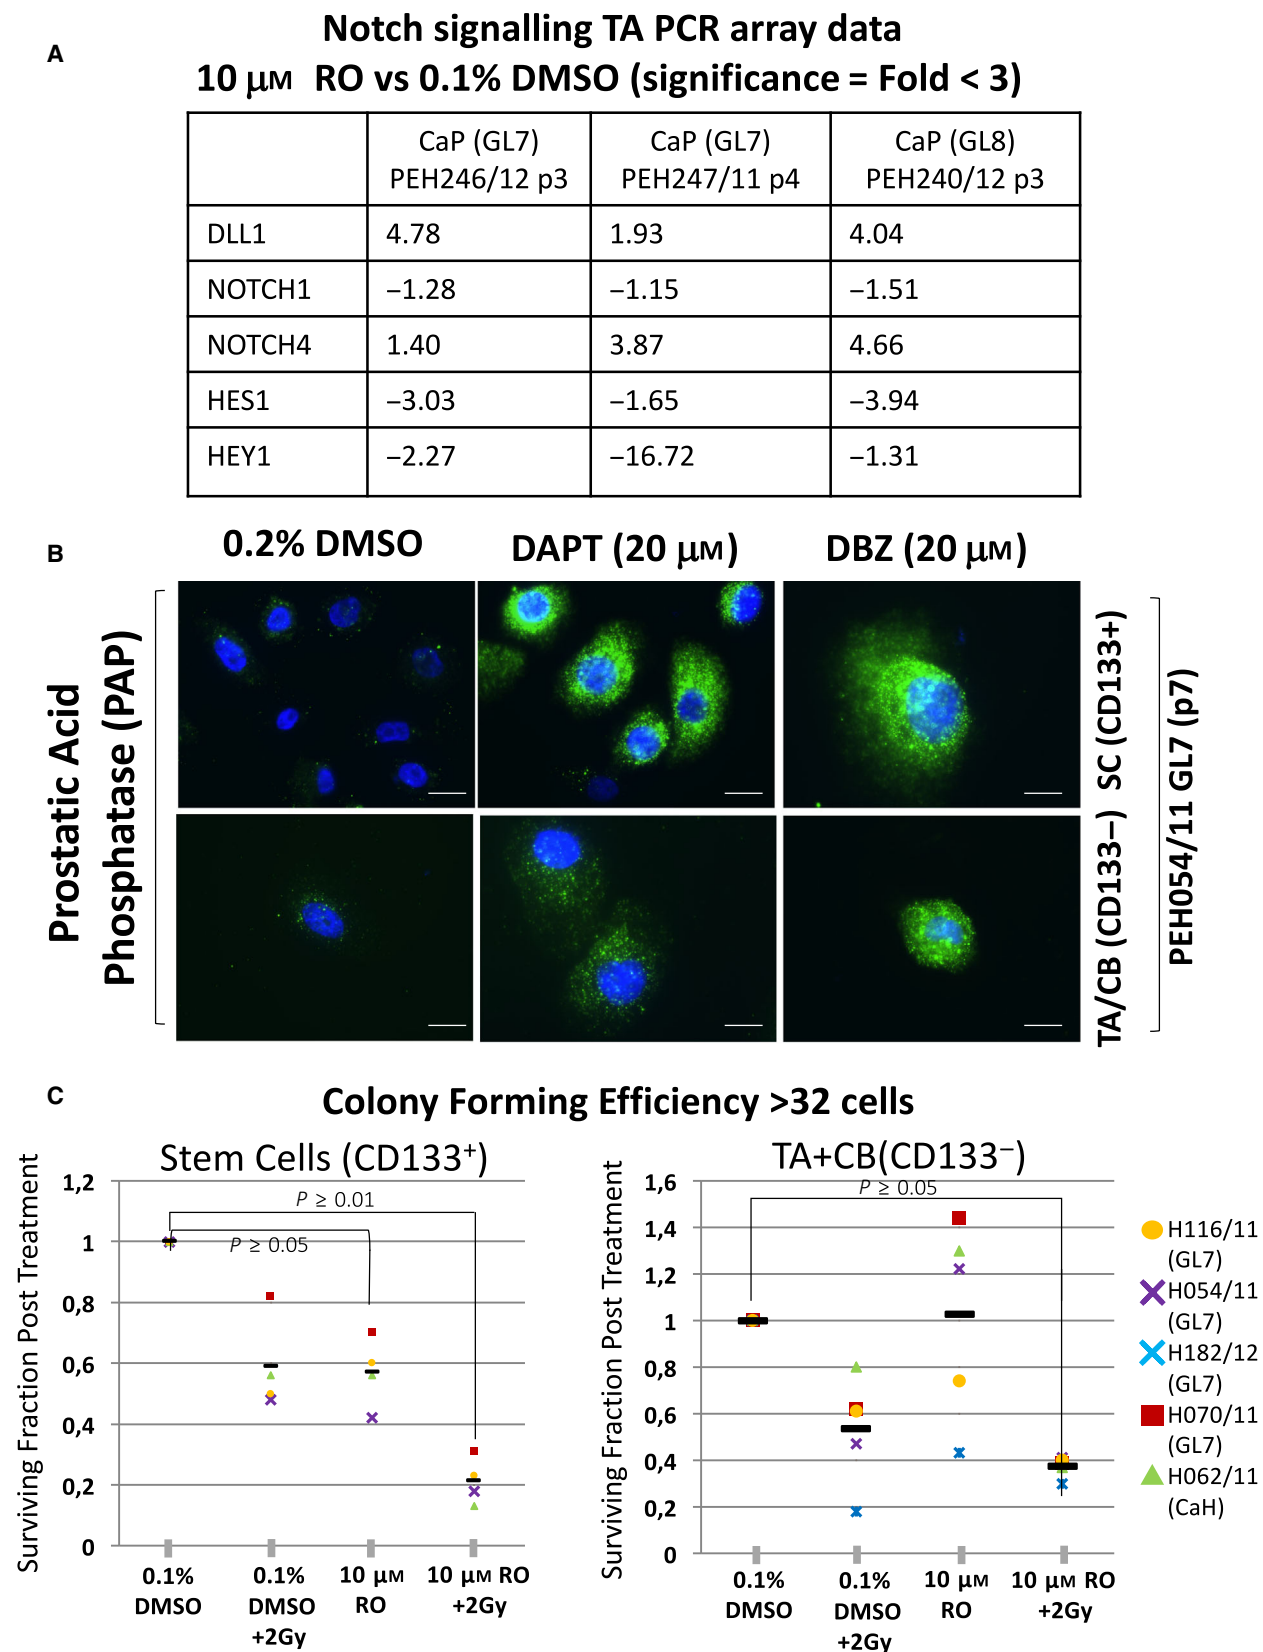 A
Notch signalling TA PCR array data
10 µM RO vs 0.1% DMSO (significance = Fold < 3)
CaP (GL7) PEH246/12 p3
CaP (GL7) PEH247/11 p4
CaP (GL8) PEH240/12 p3
DLL1 4.78 1.93 4.04
NOTCH1 −1.28 −1.15 −1.51
NOTCH4 1.40 3.87 4.66
HES1 −3.03 −1.65 −3.94
HEY1 −2.27 −16.72 −1.31
B
0.2% DMSO
DAPT (20 µM)
DBZ (20 µM)
Prostatic Acid
Phosphatase (PAP)
SC (CD133+)
TA/CB (CD133−)
PEH054/11 GL7 (p7)
C
Colony Forming Efficiency >32 cells
Stem Cells (CD133⁺)
Surviving Fraction Post Treatment
1,2
1
0,8
0,6
0,4
0,2
0
P ≥ 0.01
P ≥ 0.05
0.1%
DMSO
0.1%
DMSO
+2Gy
10 µM
RO
10 µM RO
+2Gy
TA+CB(CD133⁻)
Surviving Fraction Post Treatment
1,6
1,4
1,2
1
0,8
0,6
0,4
0,2
0
P ≥ 0.05
0.1%
DMSO
0.1%
DMSO
+2Gy
10 µM
RO
10 µM RO
+2Gy
H116/11
(GL7)
H054/11
(GL7)
H182/12
(GL7)
H070/11
(GL7)
H062/11
(CaH)